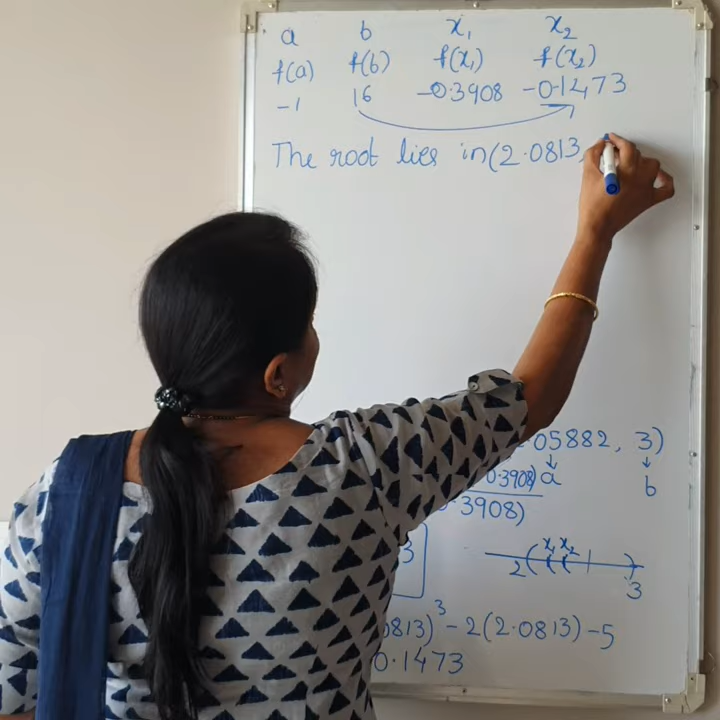 a b x₁ x₂
f(a) f(b) f(x₁) f(x₂)
-1 16 -0.3908 -0.1473
The root lies in (2.0813,
05882, 3)
0.3908) a b
.3908)
3
x₁ x₂
2 ( ( ( | ) 3
0813)³ - 2(2.0813) - 5
0.1473